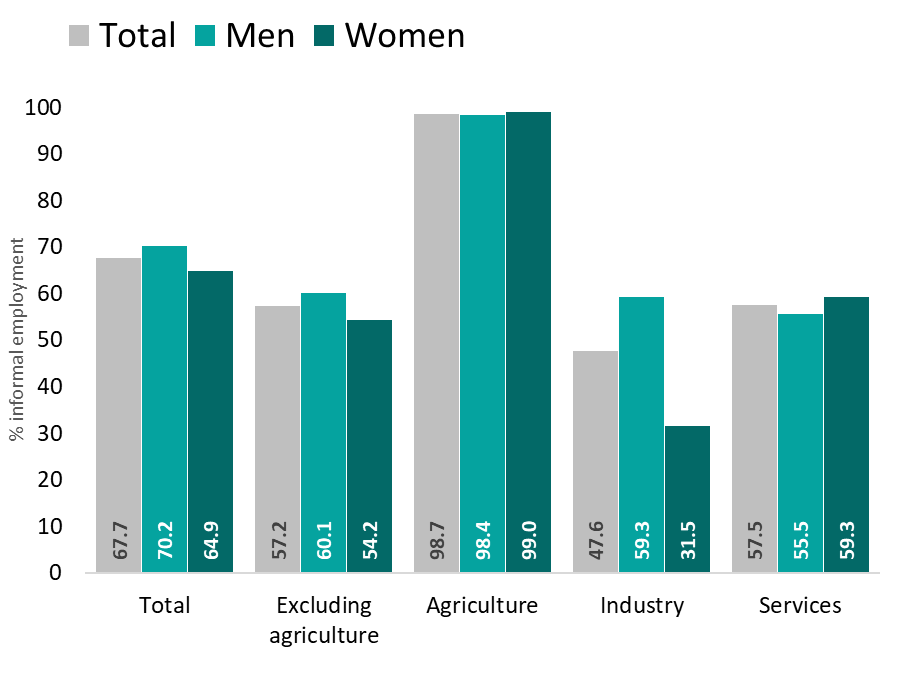 Total Men Women
% informal employment
100
90
80
70
60
50
40
30
20
10
0
67.7 70.2 64.9 57.2 60.1 54.2 98.7 98.4 99.0 47.6 59.3 31.5 57.5 55.5 59.3
Total Excluding Agriculture Industry Services
agriculture